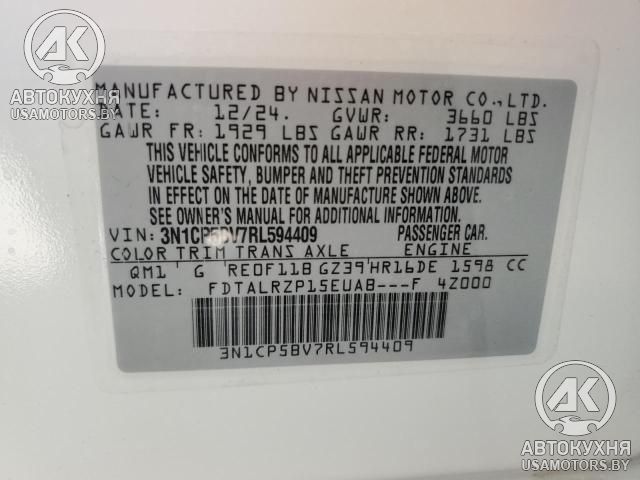 MANUFACTURED BY NISSAN MOTOR CO.,LTD.
DATE: 12/24. GVWR: 3660 LBS
GAWR FR: 1929 LBS GAWR RR: 1731 LBS
THIS VEHICLE CONFORMS TO ALL APPLICABLE FEDERAL MOTOR
VEHICLE SAFETY, BUMPER AND THEFT PREVENTION STANDARDS
IN EFFECT ON THE DATE OF MANUFACTURE SHOWN ABOVE.
SEE OWNER'S MANUAL FOR ADDITIONAL INFORMATION.
VIN: 3N1CP5BV7RL594409 PASSENGER CAR.
COLOR TRIM TRANS AXLE ENGINE
QM1 G RE0F11B GZ39 HR16DE 1598 CC
MODEL FDTALRZP15EUAB---F 4Z000
3N1CP5BV7RL594409
АК
АВТОКУХНЯ
USAMOTORS.BY
АК
АВТОКУХНЯ
USAMOTORS.BY